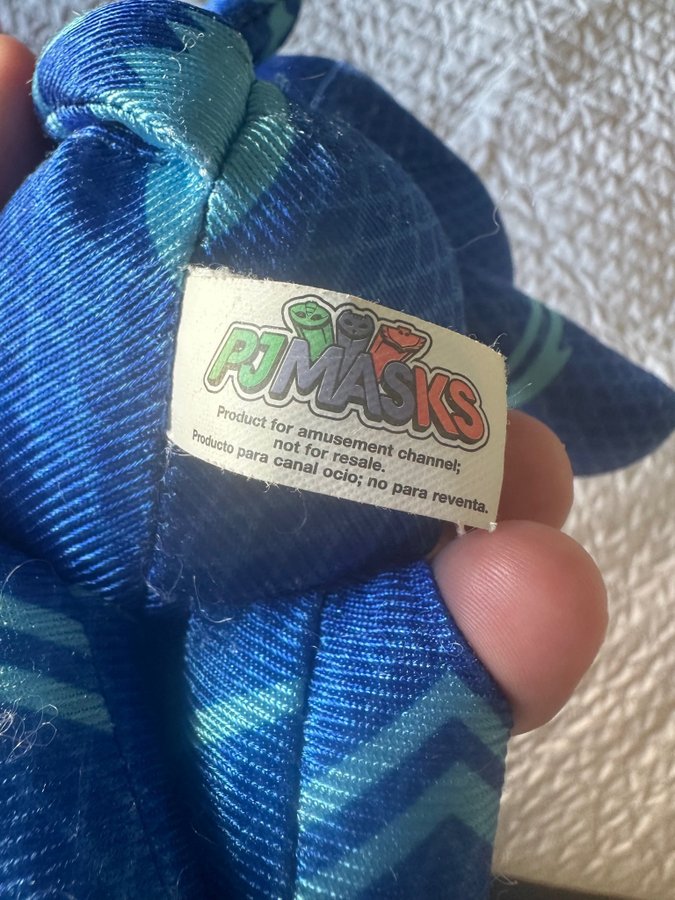 PJMASKS
Product for amusement channel;
not for resale.
Producto para canal ocio; no para reventa.